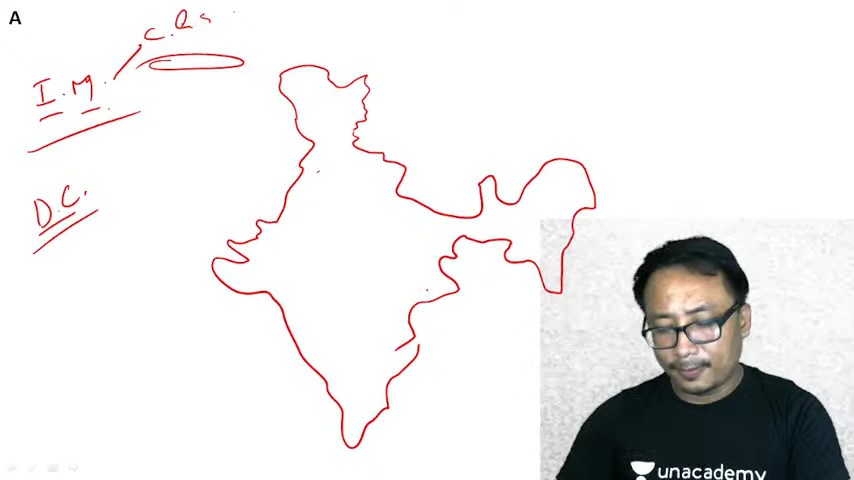 A
C. Q
I. M.
D. C.
unacademy